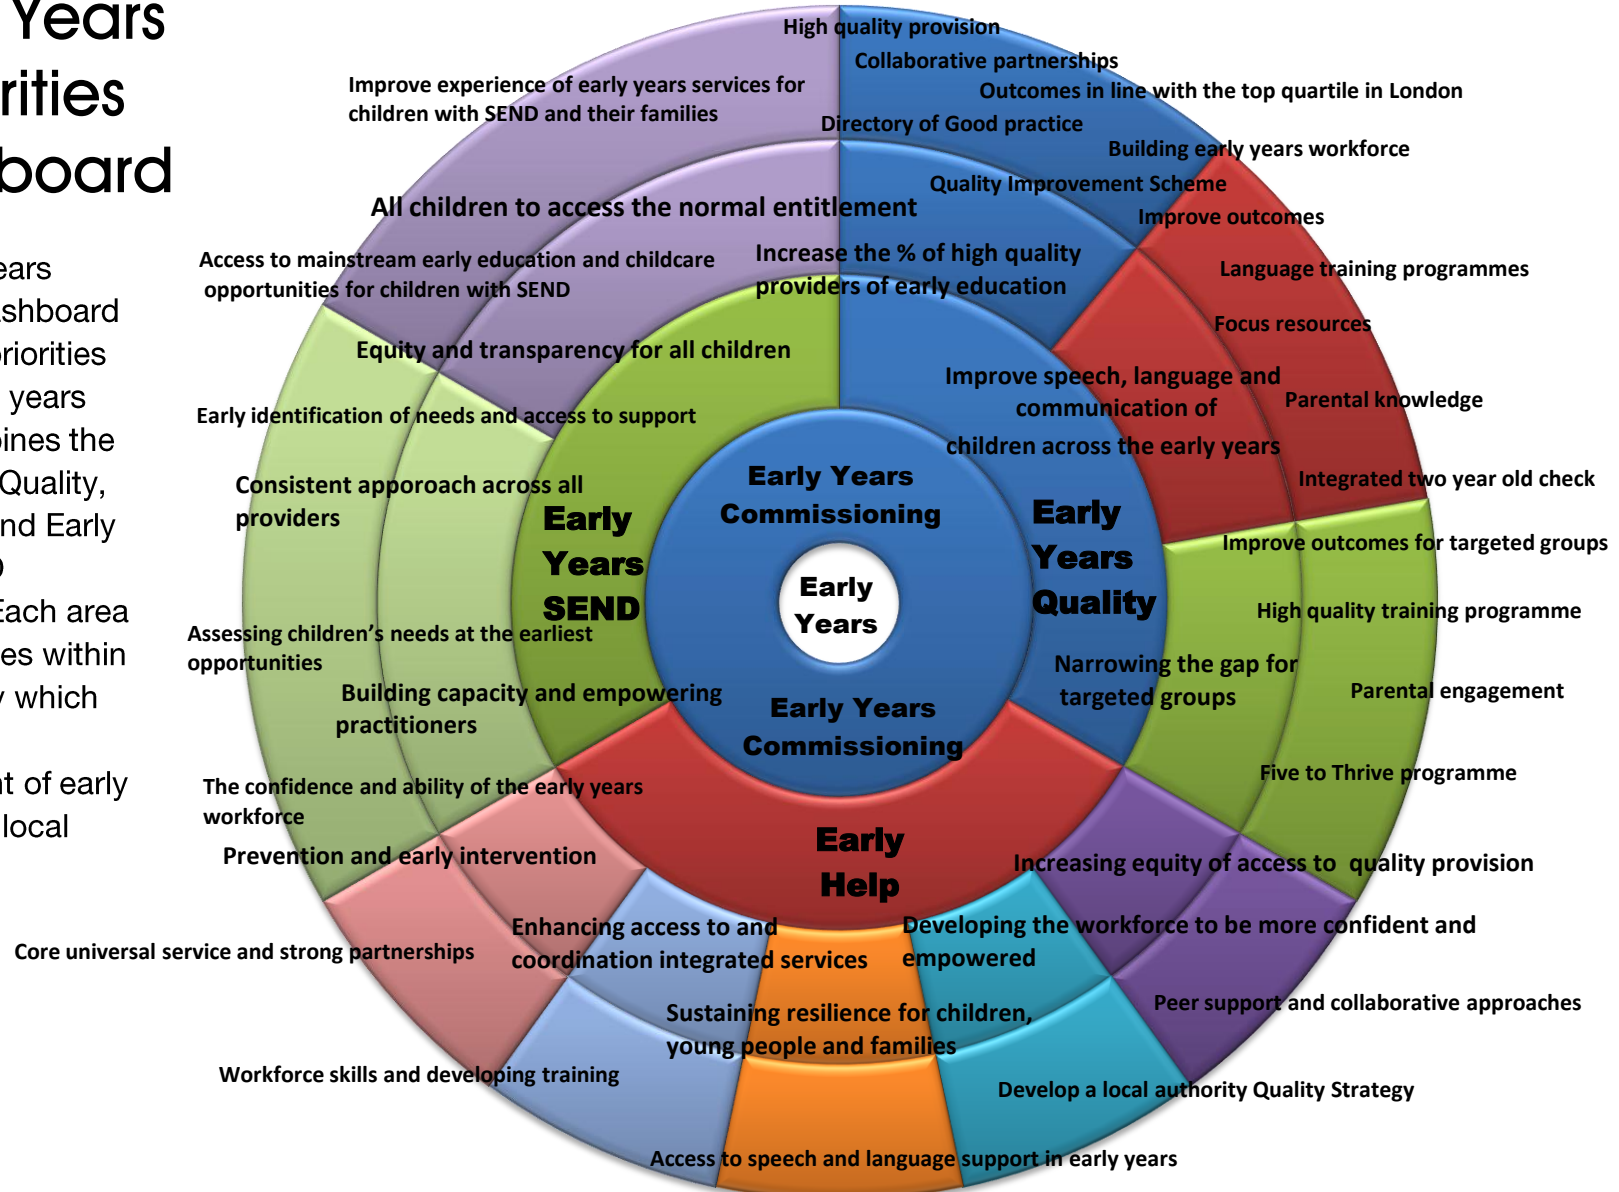 Years
rities
board
ears
shboard
riorities
years
ines the
Quality,
nd Early
Each area
es within
which
t of early
local
High quality provision
Collaborative partnerships
Outcomes in line with the top quartile in London
Directory of Good practice
Building early years workforce
Quality Improvement Scheme
Improve outcomes
Increase the % of high quality
providers of early education
Language training programmes
Focus resources
Improve speech, language and
communication of
children across the early years
Parental knowledge
Integrated two year old check
Improve outcomes for targeted groups
High quality training programme
Narrowing the gap for
targeted groups
Parental engagement
Five to Thrive programme
Increasing equity of access to quality provision
Developing the workforce to be more confident and
empowered
Peer support and collaborative approaches
Develop a local authority Quality Strategy
Access to speech and language support in early years
Sustaining resilience for children,
young people and families
Enhancing access to and
coordination integrated services
Workforce skills and developing training
Core universal service and strong partnerships
Prevention and early intervention
The confidence and ability of the early years
workforce
Building capacity and empowering
practitioners
Assessing children's needs at the earliest
opportunities
Consistent apporoach across all
providers
Early identification of needs and access to support
Equity and transparency for all children
Access to mainstream early education and childcare
opportunities for children with SEND
All children to access the normal entitlement
Improve experience of early years services for
children with SEND and their families
Early
Years
SEND
Early Years
Commissioning
Early
Years
Early Years
Commissioning
Early
Years
Quality
Early
Help